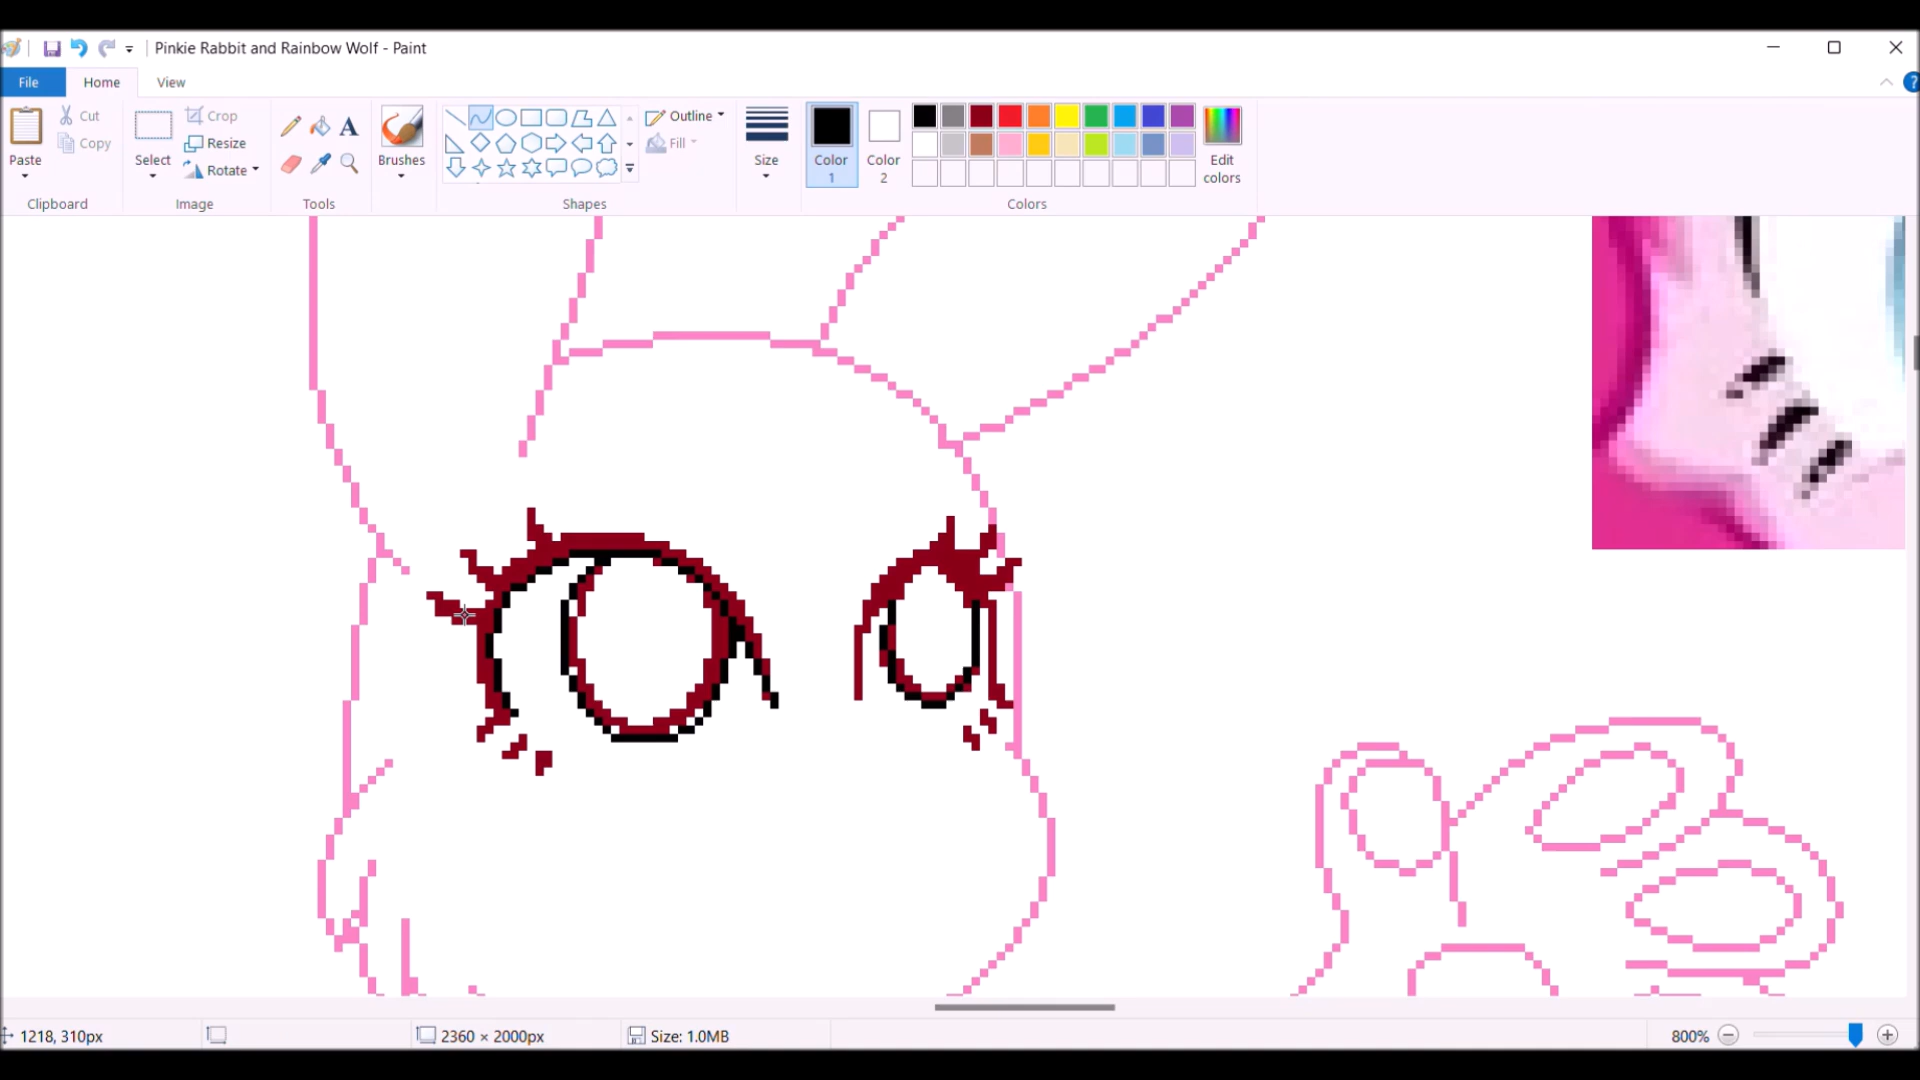 Pinkie Rabbit and Rainbow Wolf - Paint
File Home View
Paste Cut Copy
Clipboard
Select Crop Resize Rotate
Image
A
Tools
Brushes
Outline Fill
Shapes
Size
Color 1
Color 2
Edit colors
Colors
?
1218, 310px
2360 × 2000px
Size: 1.0MB
800%